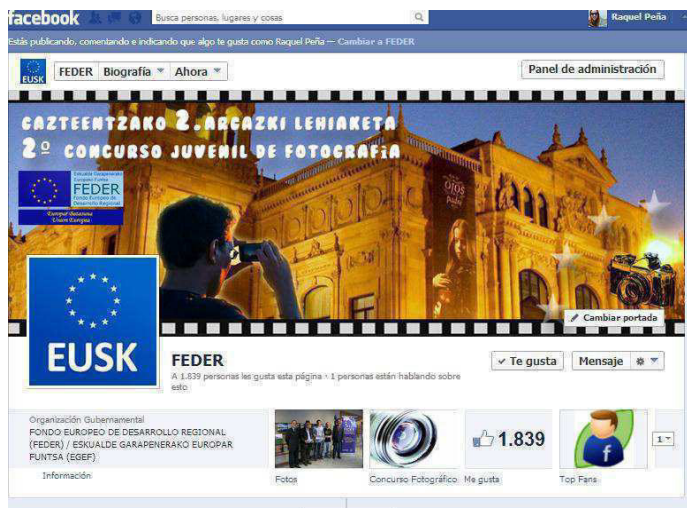 facebook
Busca personas, lugares y cosas
Raquel Peña
Estás publicando, comentando e indicando que algo te gusta como Raquel Peña — Cambiar a FEDER
EUSK
FEDER Biografía Ahora
Panel de administración
GAZTEENTZAKO 2. ARGAZKI LEHIAKETA
2º CONCURSO JUVENIL DE FOTOGRAFíA
FEDER
Fondo Europeo de
Desarrollo Regional
Europar Batasuna
Unión Europea
OJOS
Cambiar portada
EUSK
FEDER
A 1.839 personas les gusta esta página · 1 personas están hablando sobre
esto
Te gusta
Mensaje
Organización Gubernamental
FONDO EUROPEO DE DESARROLLO REGIONAL
(FEDER) / ESKUALDE GARAPENERAKO EUROPAR
FUNTSA (EGEF)
Información
Fotos
Concurso Fotográfico
1.839
Me gusta
Top Fans
1